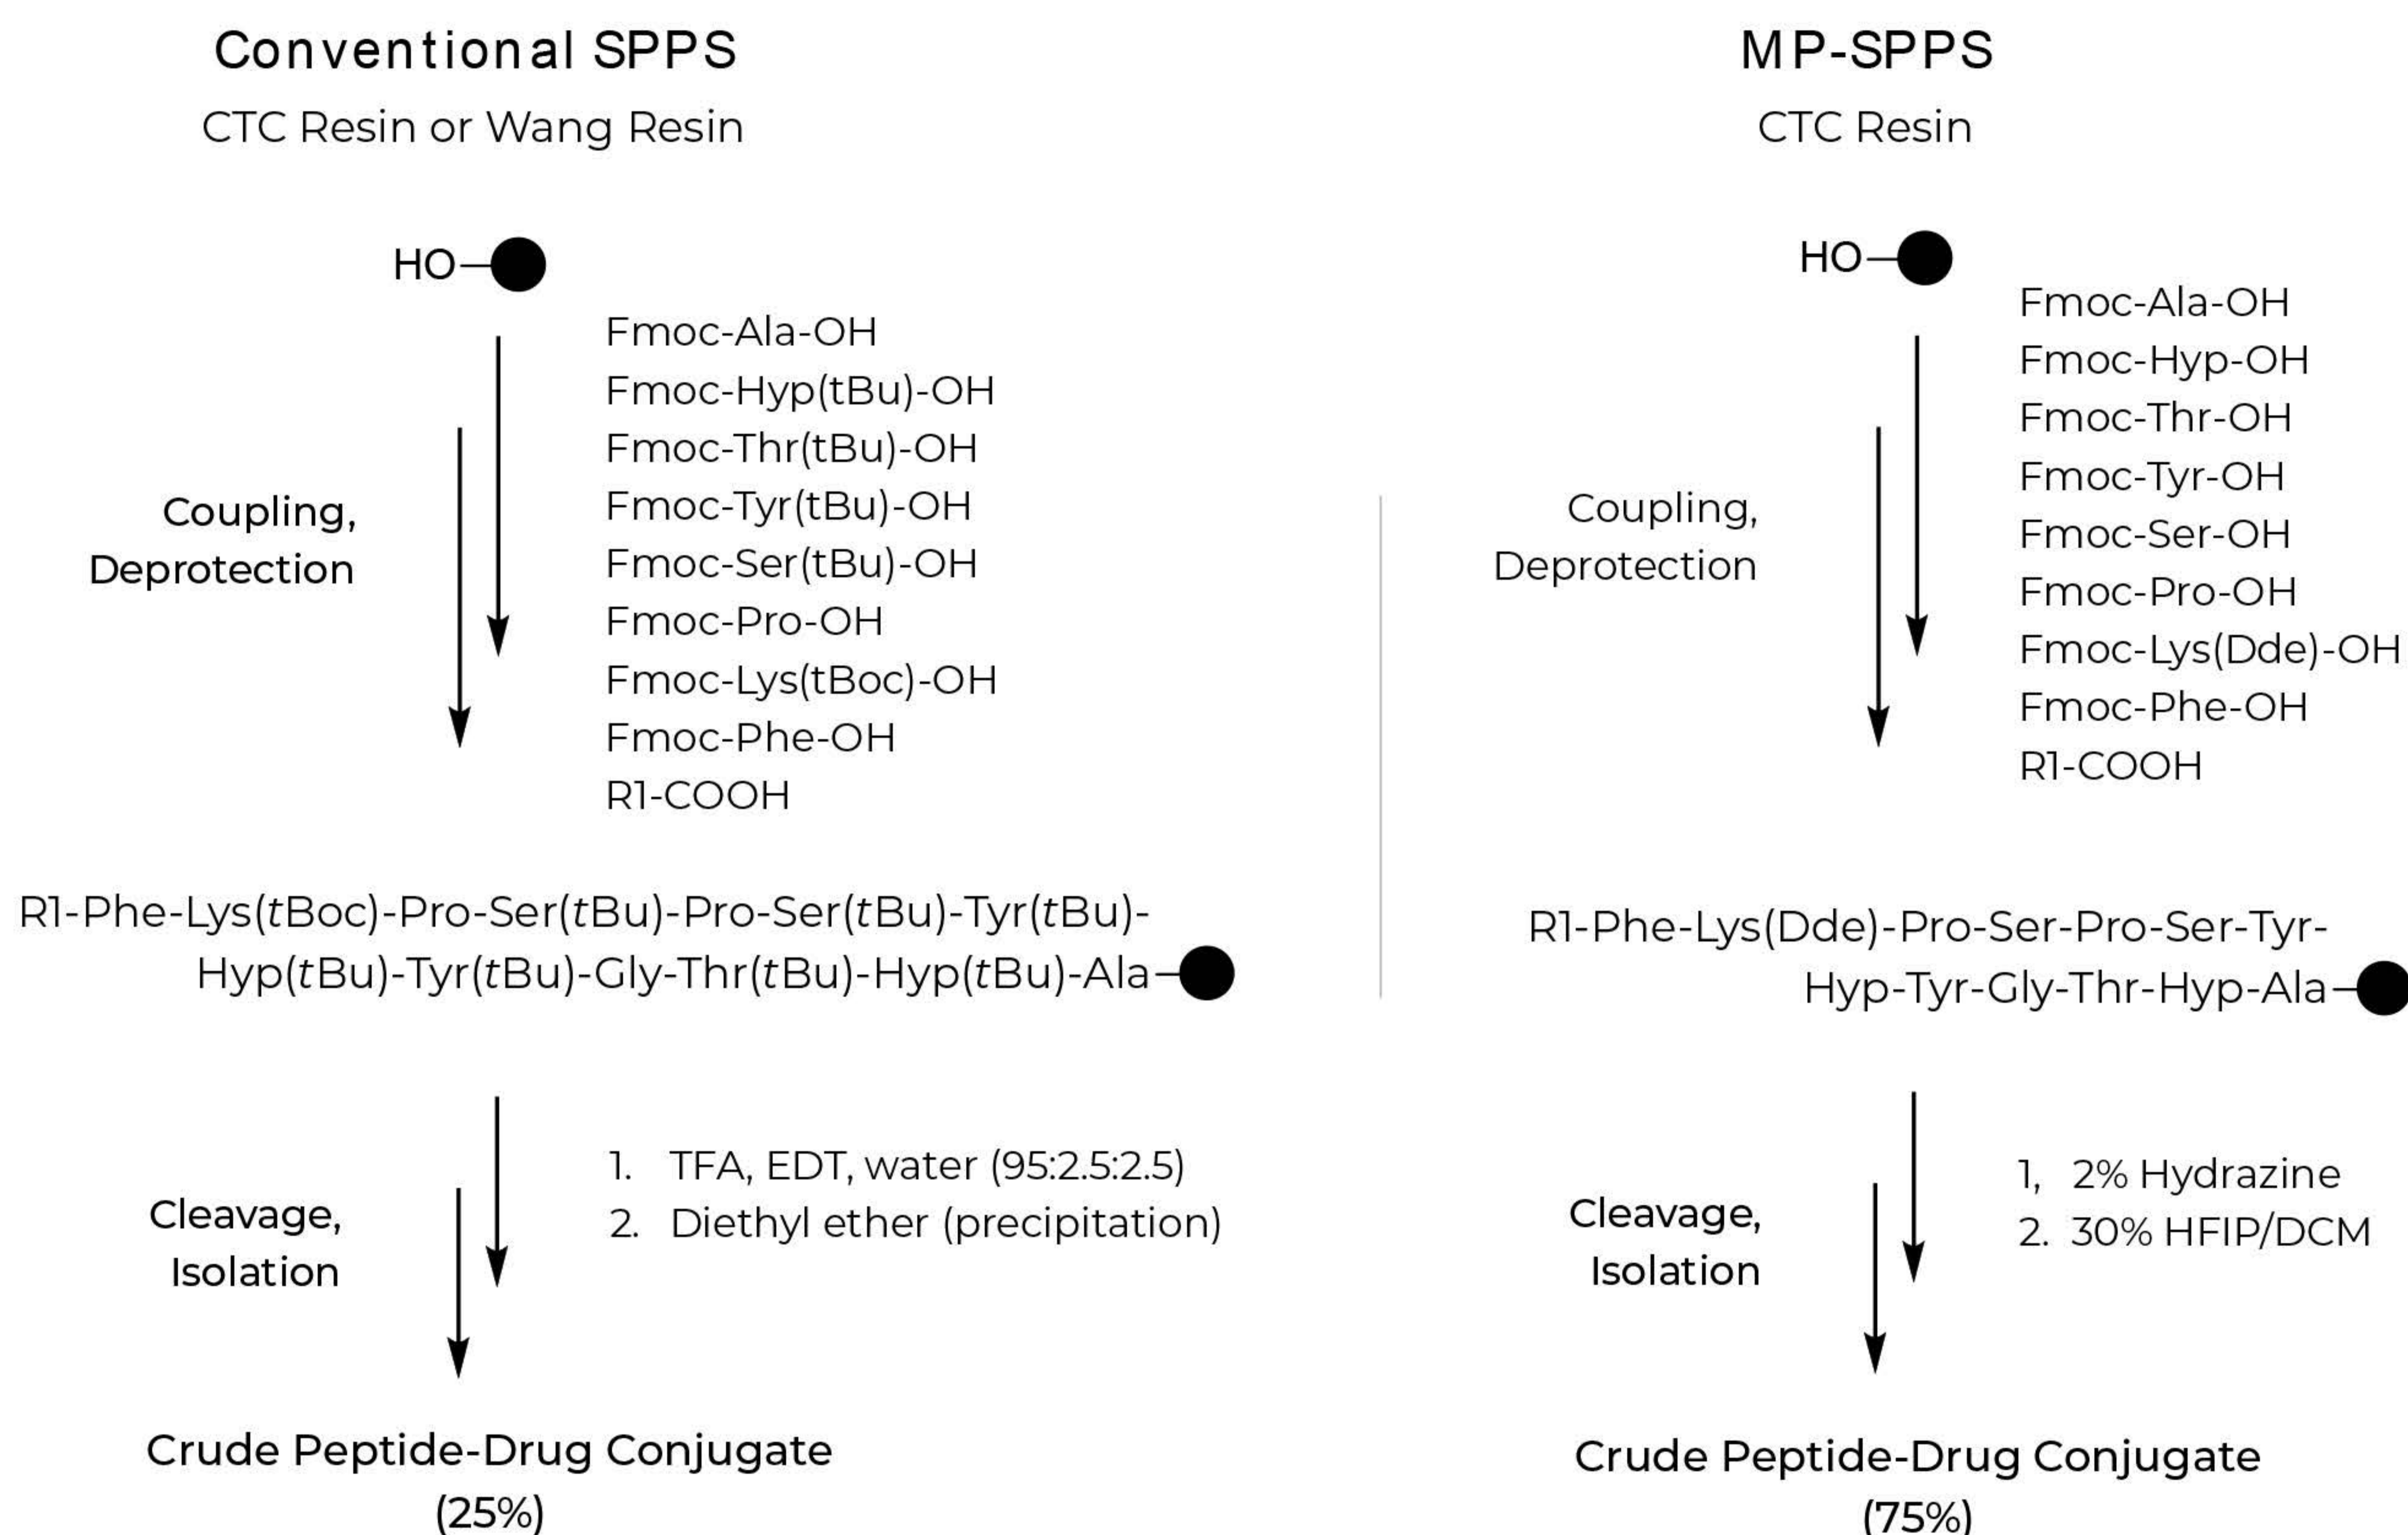 Conventional SPPS
CTC Resin or Wang Resin
HO
Fmoc-Ala-OH
Fmoc-Hyp(tBu)-OH
Fmoc-Thr(tBu)-OH
Fmoc-Tyr(tBu)-OH
Fmoc-Ser(tBu)-OH
Fmoc-Pro-OH
Fmoc-Lys(tBoc)-OH
Fmoc-Phe-OH
R1-COOH
Coupling,
Deprotection
R1-Phe-Lys(tBoc)-Pro-Ser(tBu)-Pro-Ser(tBu)-Tyr(tBu)-
Hyp(tBu)-Tyr(tBu)-Gly-Thr(tBu)-Hyp(tBu)-Ala
Cleavage,
Isolation
1. TFA, EDT, water (95:2.5:2.5)
2. Diethyl ether (precipitation)
Crude Peptide-Drug Conjugate
(25%)
MP-SPPS
CTC Resin
HO
Fmoc-Ala-OH
Fmoc-Hyp-OH
Fmoc-Thr-OH
Fmoc-Tyr-OH
Fmoc-Ser-OH
Fmoc-Pro-OH
Fmoc-Lys(Dde)-OH
Fmoc-Phe-OH
R1-COOH
Coupling,
Deprotection
R1-Phe-Lys(Dde)-Pro-Ser-Pro-Ser-Tyr-
Hyp-Tyr-Gly-Thr-Hyp-Ala
Cleavage,
Isolation
1, 2% Hydrazine
2. 30% HFIP/DCM
Crude Peptide-Drug Conjugate
(75%)